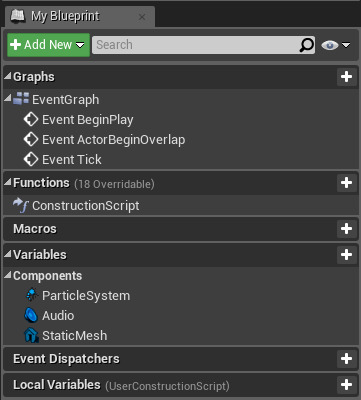 My Blueprint
Add New
Search
Graphs
EventGraph
Event BeginPlay
Event ActorBeginOverlap
Event Tick
Functions (18 Overridable)
ConstructionScript
Macros
Variables
Components
ParticleSystem
Audio
StaticMesh
Event Dispatchers
Local Variables (UserConstructionScript)